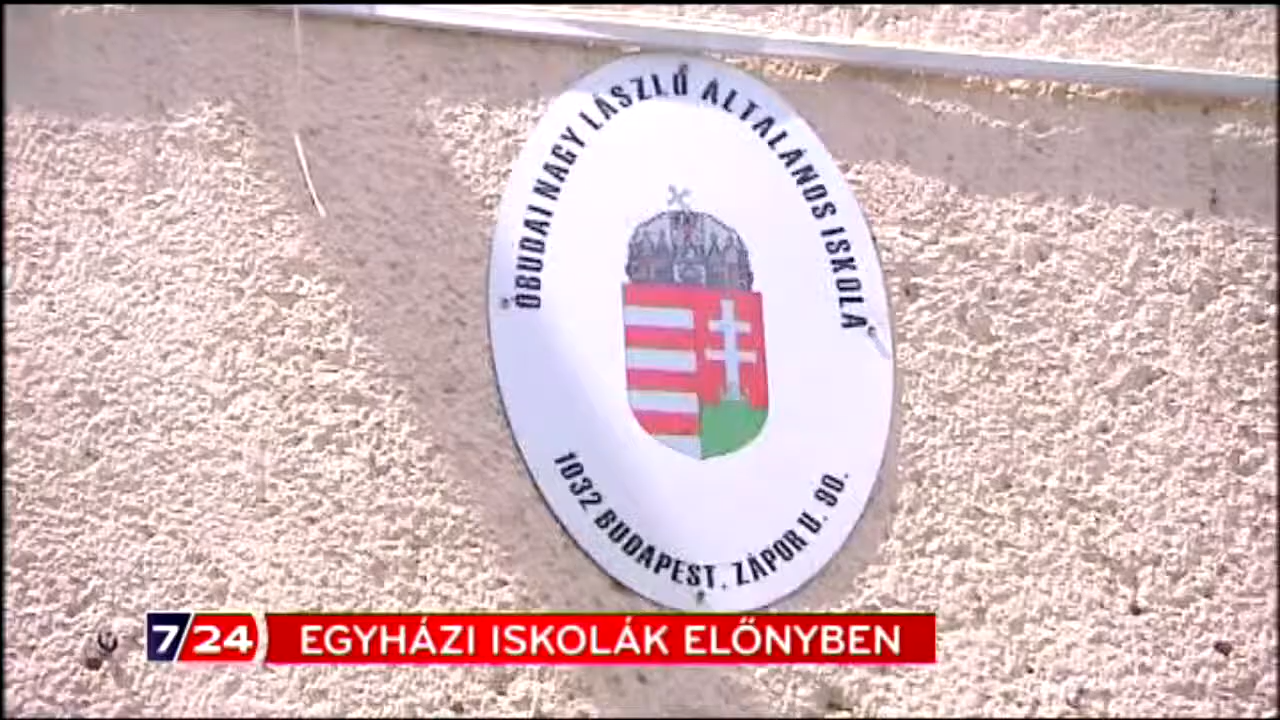 ÓBUDAI NAGY LÁSZLÓ ÁLTALÁNOS ISKOLA
1032 BUDAPEST, ZÁPOR U. 90.
7/24 EGYHÁZI ISKOLÁK ELŐNYBEN